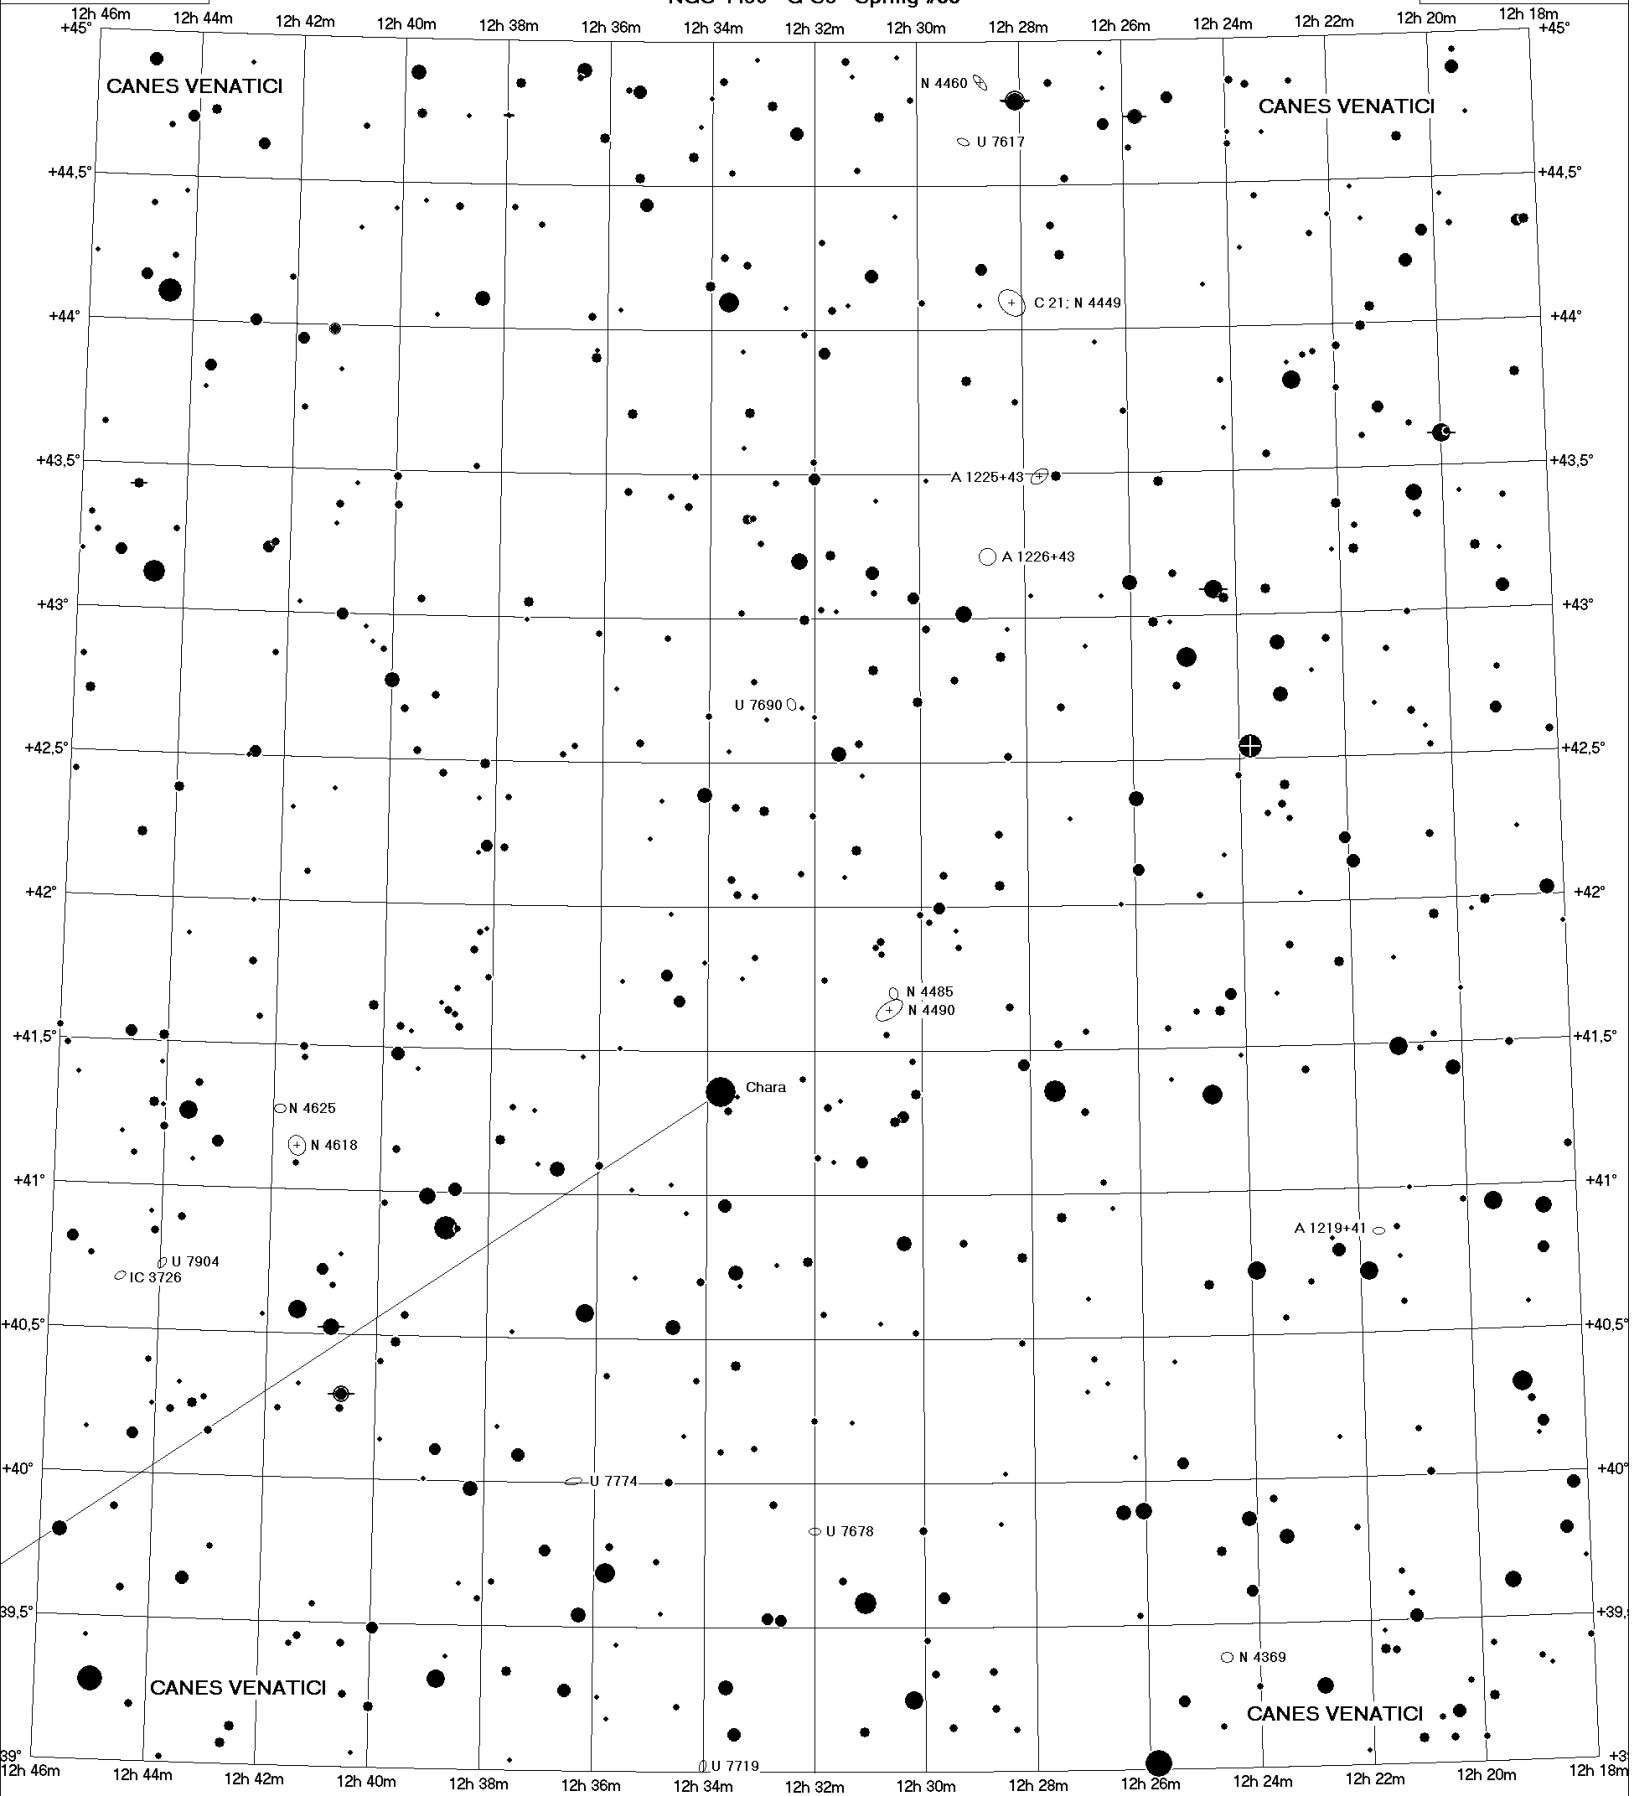 12h 46m 12h 44m 12h 42m 12h 40m 12h 36m 12h 34m 12h 32m 12h 30m 12h 28m 12h 26m 12h 24m 12h 22m 12h 20m 12h 18m
+45° +45°
CANES VENATICI N 4460 CANES VENATICI
U 7617
+44,5° +44,5°
C 21; N 4449
+44° +44°
+43,5° +43,5°
A 1225+43
A 1226+43
+43° +43°
U 7690
+42,5° +42,5°
+42° +42°
N 4485
N 4490
+41,5° +41,5°
Chara
N 4625
N 4618
+41° +41°
A 1219+41
U 7904
IC 3726
+40,5° +40,5°
+40° +40°
U 7774
U 7678
39,5° +39,
N 4369
CANES VENATICI
CANES VENATICI
39°
U 7719
12h 46m 12h 44m 12h 42m 12h 40m 12h 38m 12h 36m 12h 34m 12h 32m 12h 30m 12h 28m 12h 26m 12h 24m 12h 22m 12h 20m 12h 18m